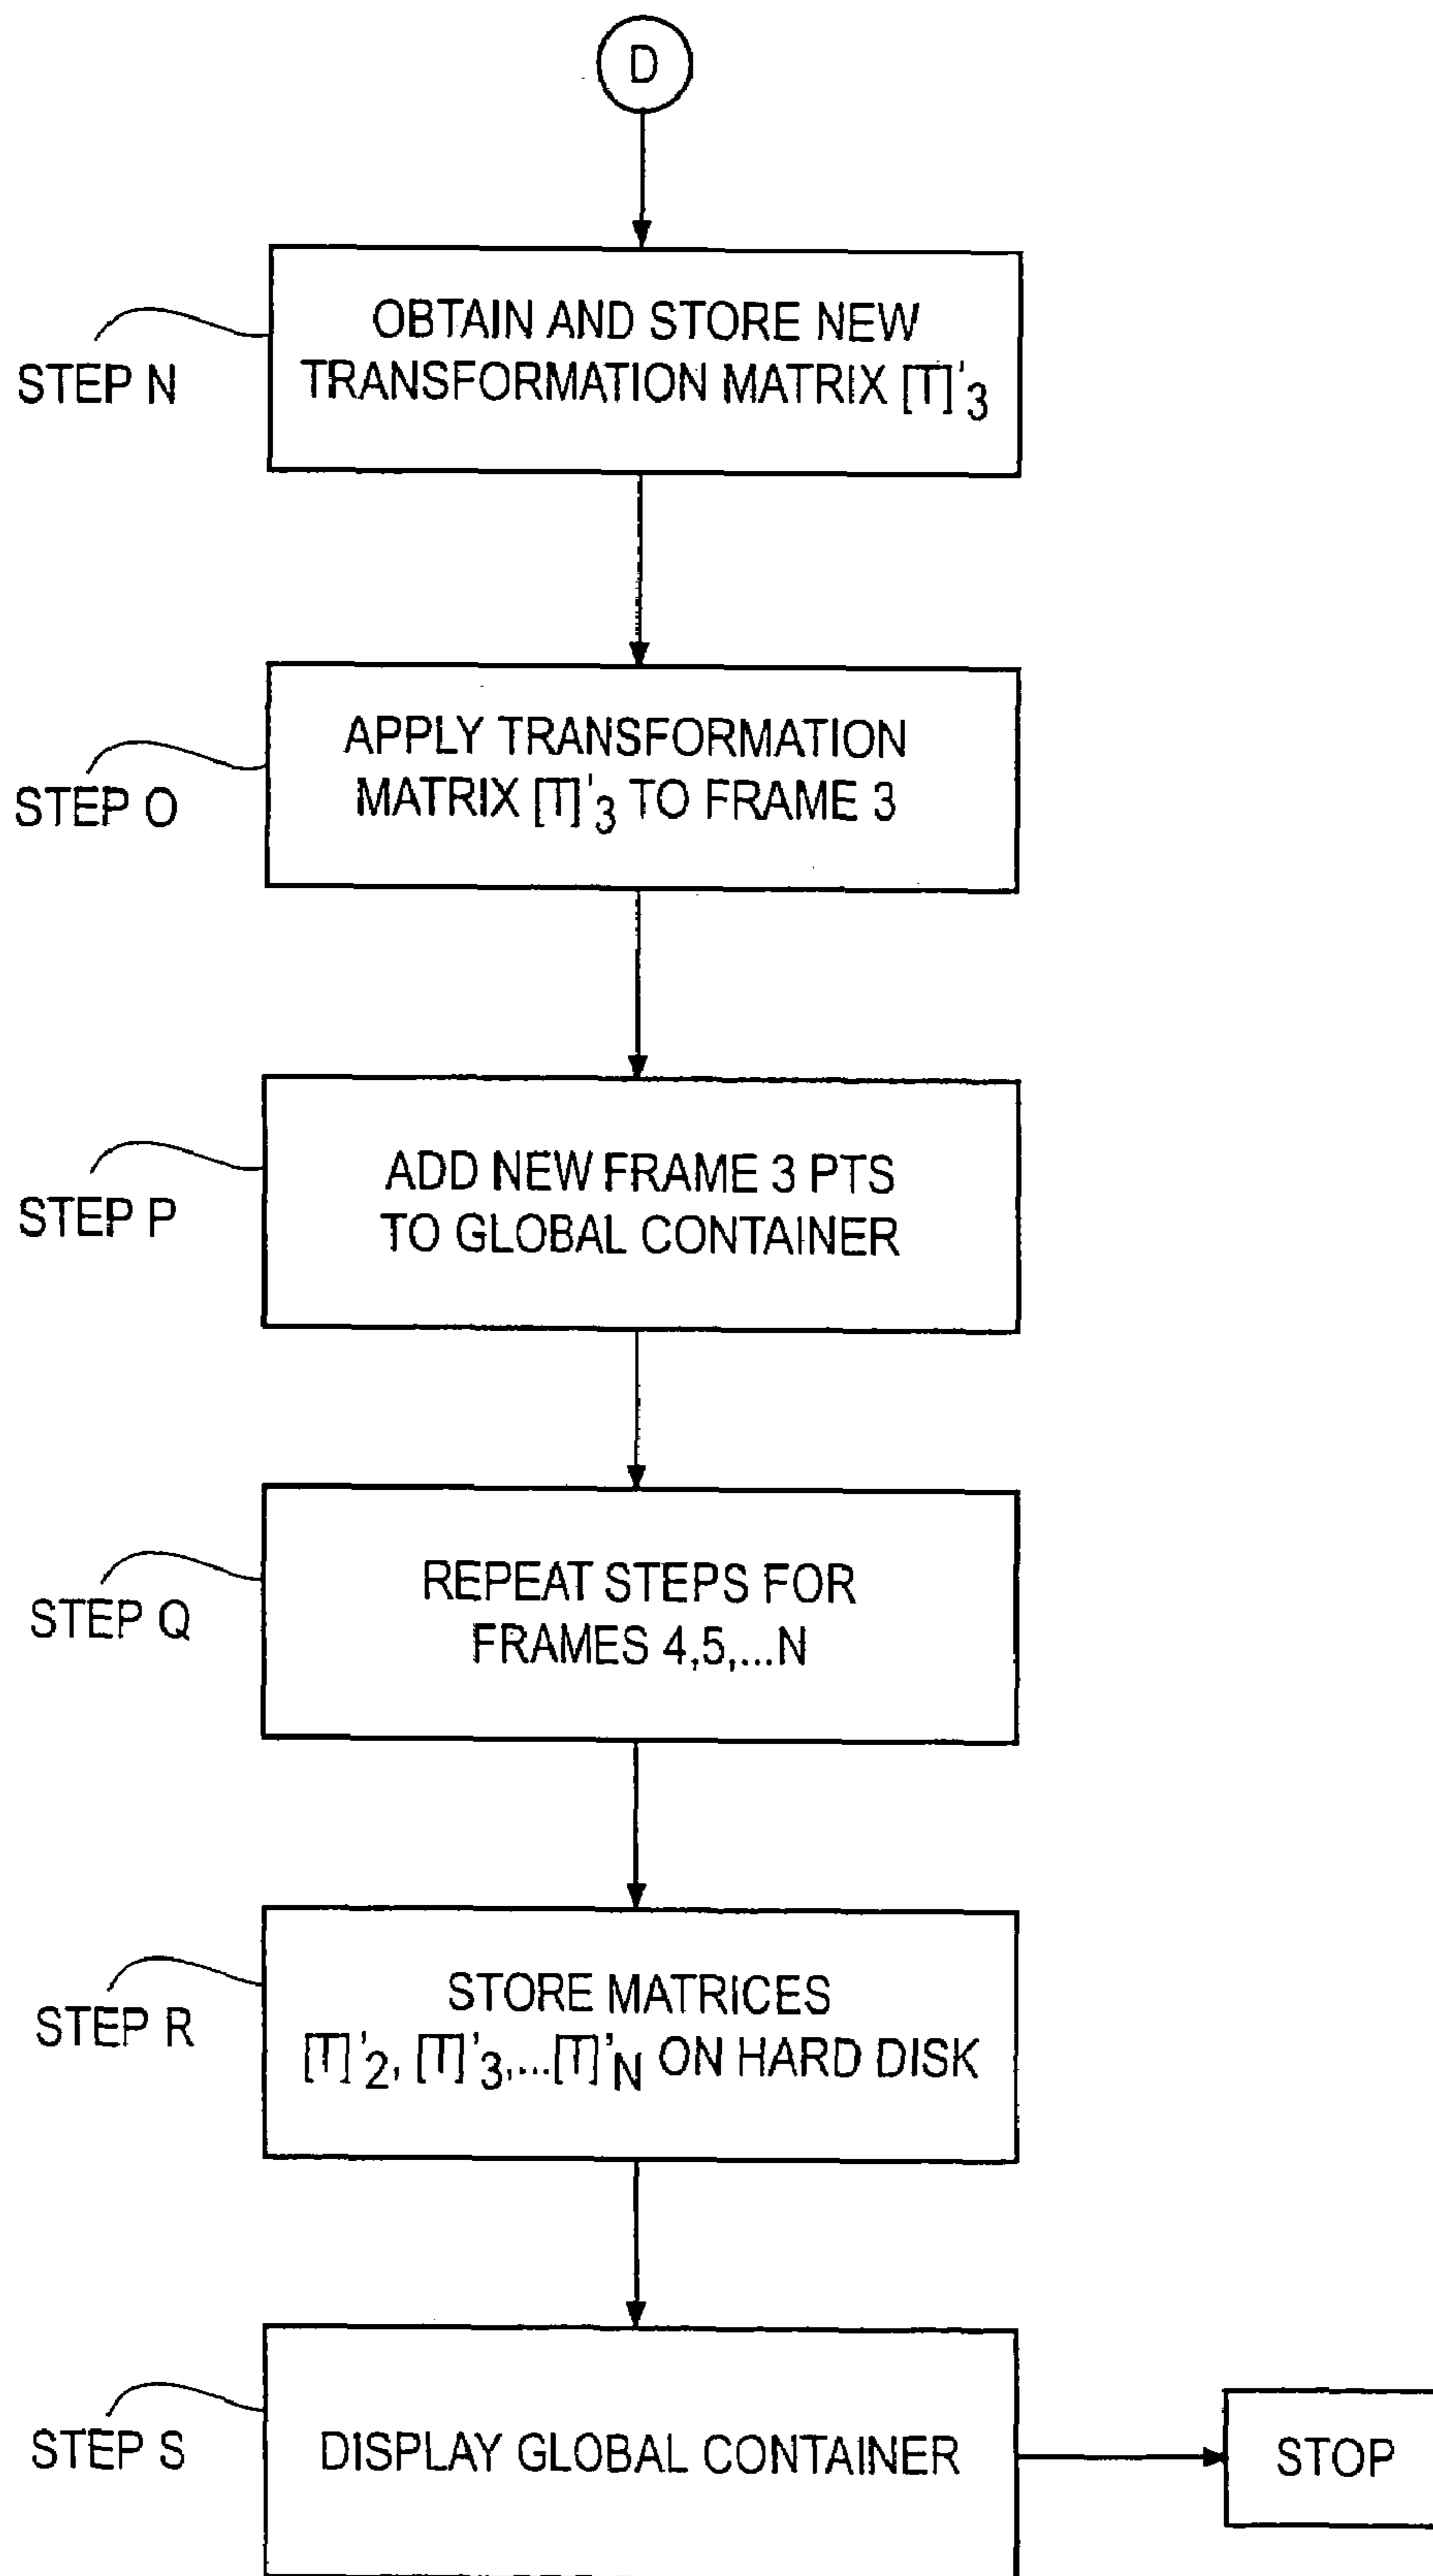 D
OBTAIN AND STORE NEW
TRANSFORMATION MATRIX [T]'3
STEP N
APPLY TRANSFORMATION
MATRIX [T]'3 TO FRAME 3
STEP O
ADD NEW FRAME 3 PTS
TO GLOBAL CONTAINER
STEP P
REPEAT STEPS FOR
FRAMES 4,5,...N
STEP Q
STORE MATRICES
[T]'2, [T]'3,...[T]'N ON HARD DISK
STEP R
DISPLAY GLOBAL CONTAINER
STEP S
STOP